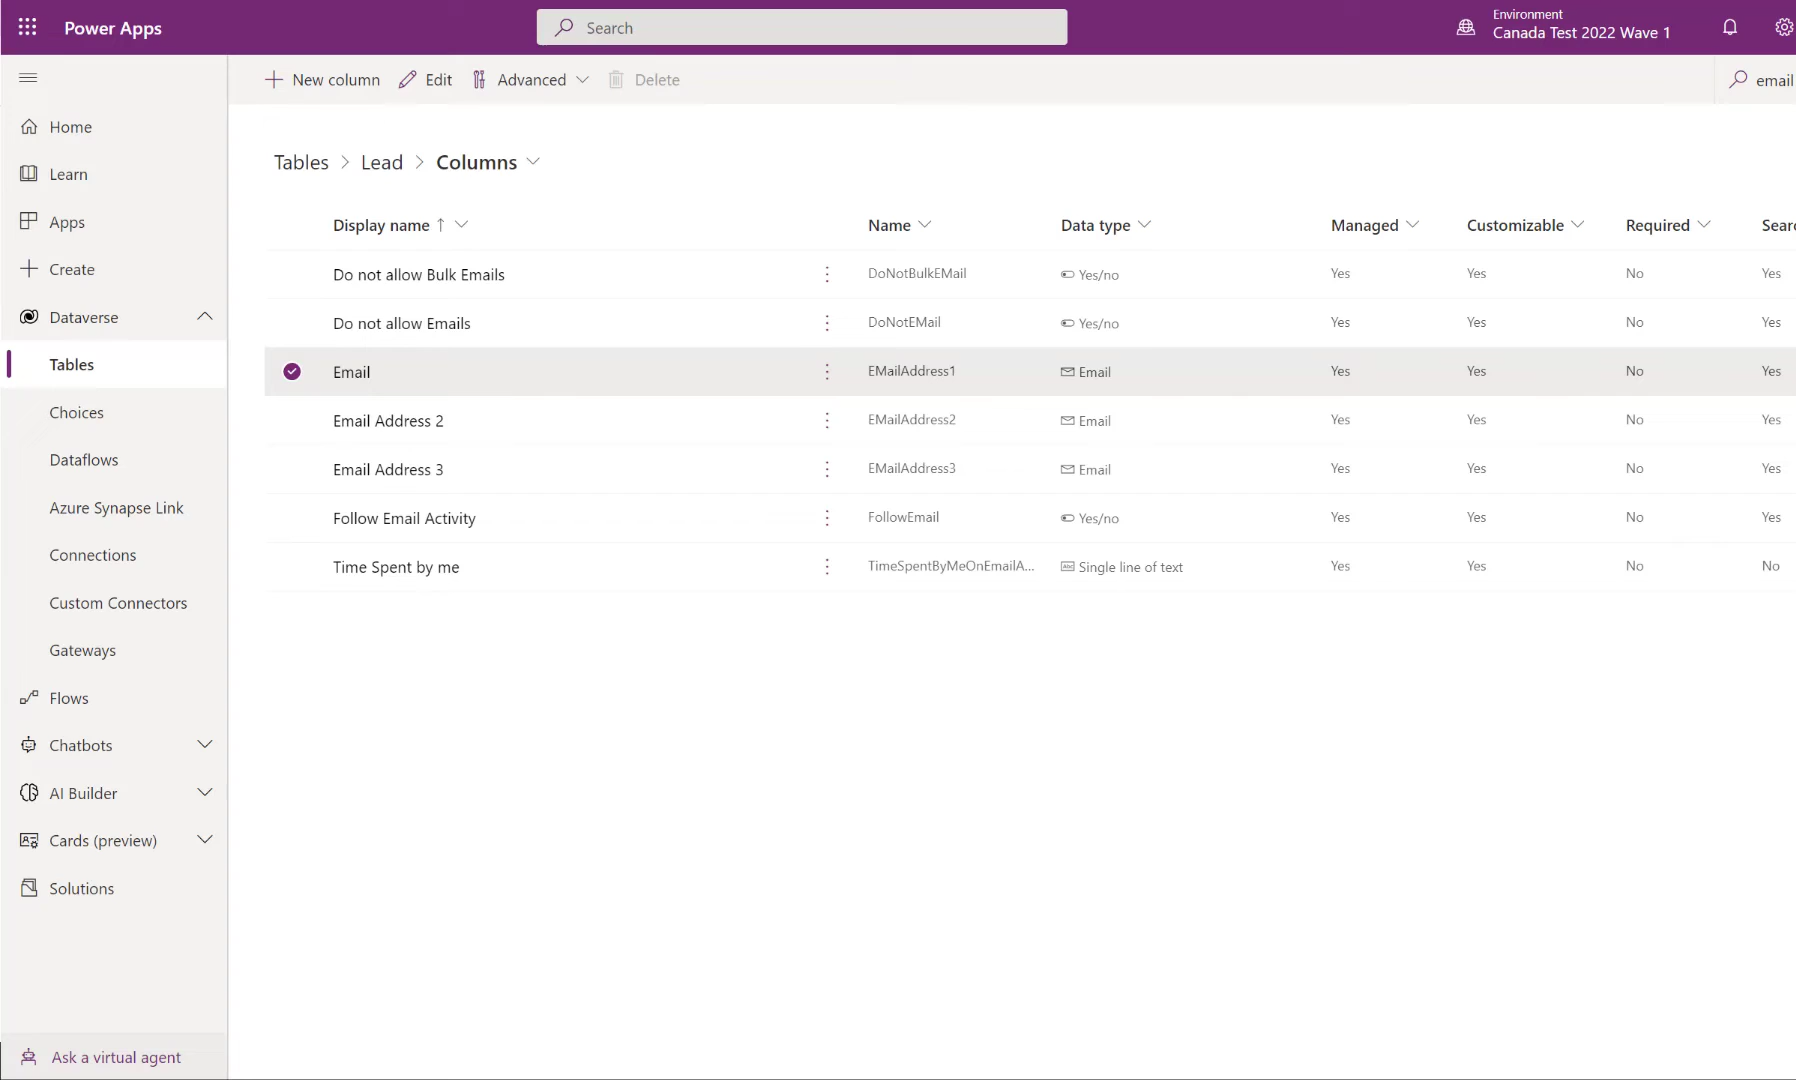 Power Apps
Search
Environment
Canada Test 2022 Wave 1
New column
Edit
Advanced
Delete
email
Home
Learn
Apps
Create
Dataverse
Tables
Choices
Dataflows
Azure Synapse Link
Connections
Custom Connectors
Gateways
Flows
Chatbots
AI Builder
Cards (preview)
Solutions
Ask a virtual agent
Tables > Lead > Columns
Display name ↑ Name Data type Managed Customizable Required Searc
Do not allow Bulk Emails DoNotBulkEMail Yes/no Yes Yes No Yes
Do not allow Emails DoNotEMail Yes/no Yes Yes No Yes
Email EMailAddress1 Email Yes Yes No Yes
Email Address 2 EMailAddress2 Email Yes Yes No Yes
Email Address 3 EMailAddress3 Email Yes Yes No Yes
Follow Email Activity FollowEmail Yes/no Yes Yes No Yes
Time Spent by me TimeSpentByMeOnEmailA... Abc Single line of text Yes Yes No No